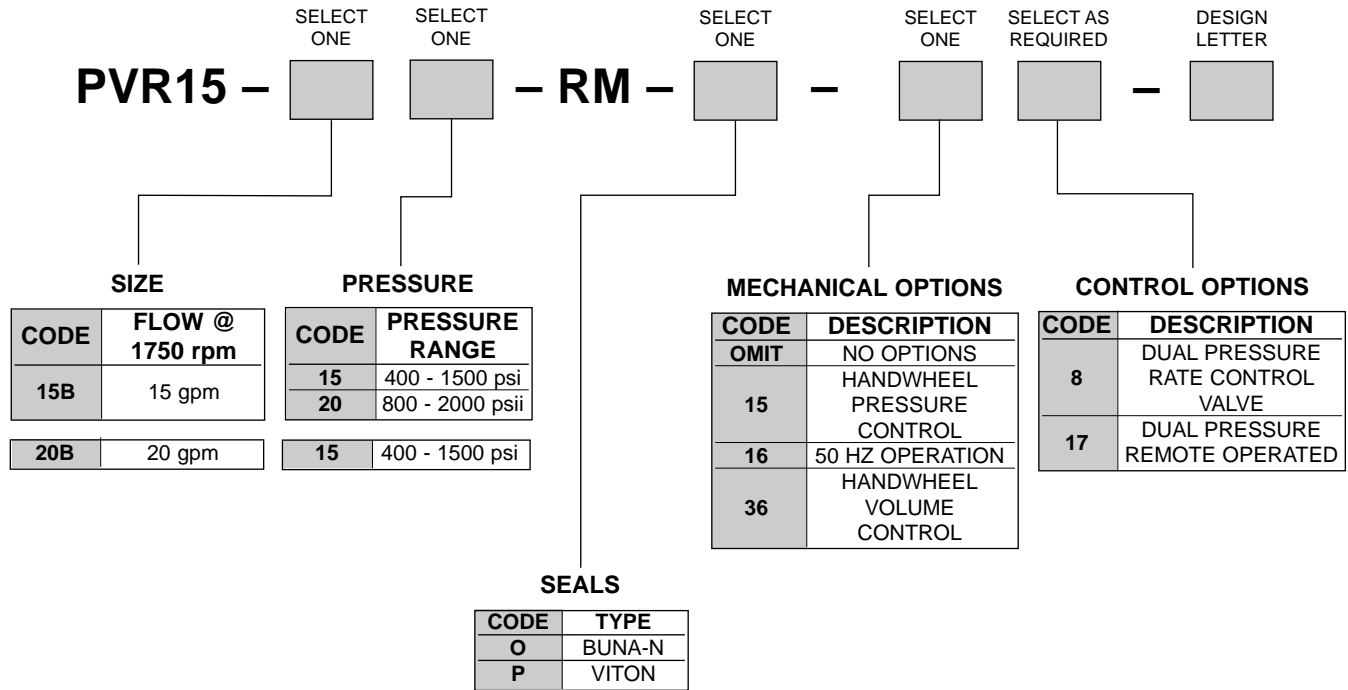 SELECT ONE
SELECT ONE
SELECT ONE
SELECT ONE
SELECT AS REQUIRED
DESIGN LETTER
PVR15 – – RM – – –
SIZE
CODE FLOW @ 1750 rpm
15B 15 gpm
20B 20 gpm
PRESSURE
CODE PRESSURE RANGE
15 400 - 1500 psi
20 800 - 2000 psii
15 400 - 1500 psi
MECHANICAL OPTIONS
CODE DESCRIPTION
OMIT NO OPTIONS
15 HANDWHEEL PRESSURE CONTROL
16 50 HZ OPERATION
36 HANDWHEEL VOLUME CONTROL
CONTROL OPTIONS
CODE DESCRIPTION
8 DUAL PRESSURE RATE CONTROL VALVE
17 DUAL PRESSURE REMOTE OPERATED
SEALS
CODE TYPE
O BUNA-N
P VITON